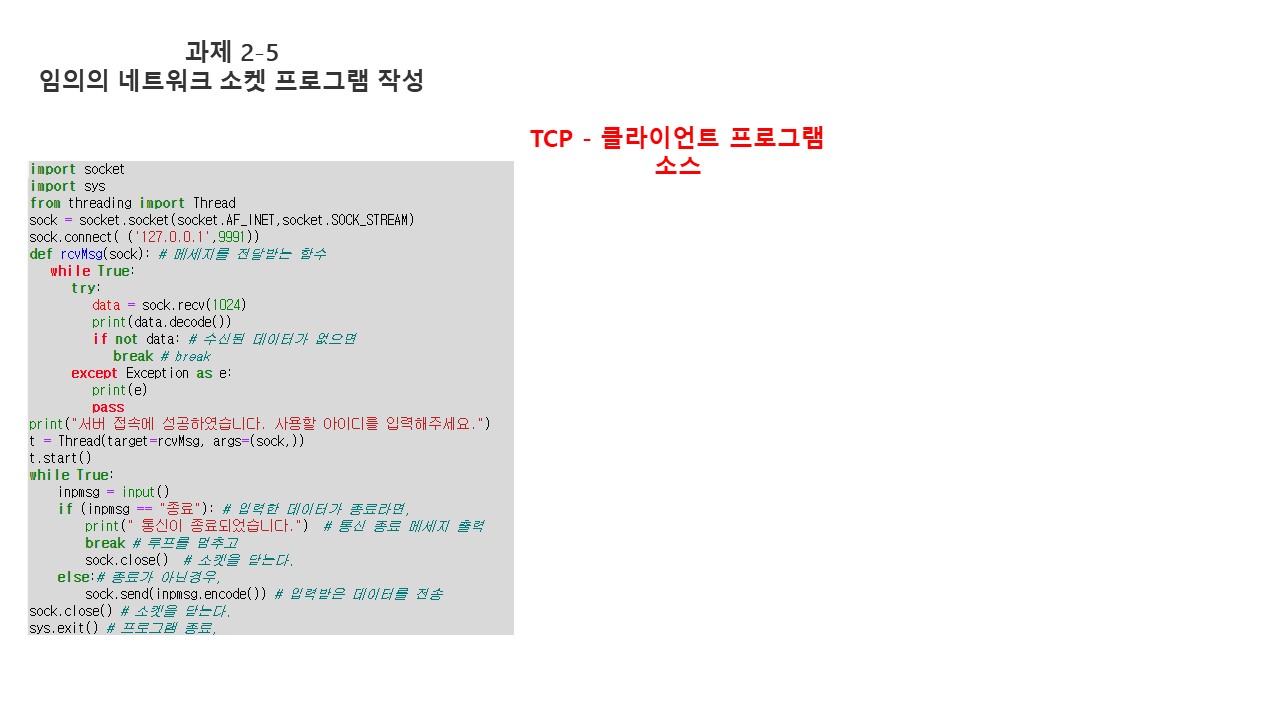 과제 2-5
임의의 네트워크 소켓 프로그램 작성
TCP - 클라이언트 프로그램
소스
import socket
import sys
from threading import Thread
sock = socket.socket(socket.AF_INET,socket.SOCK_STREAM)
sock.connect( ('127.0.0.1',9991))
def rcvMsg(sock): # 메세지를 전달받는 함수
   while True:
      try:
         data = sock.recv(1024)
         print(data.decode())
         if not data: # 수신된 데이터가 없으면
            break # break
      except Exception as e:
         print(e)
         pass
print("서버 접속에 성공하였습니다. 사용할 아이디를 입력해주세요.")
t = Thread(target=rcvMsg, args=(sock,))
t.start()
while True:
    inpmsg = input()
    if (inpmsg == "종료"): # 입력한 데이터가 종료라면,
        print(" 통신이 종료되었습니다.")  # 통신 종료 메세지 출력
        break # 루프를 멈추고
        sock.close()  # 소켓을 닫는다.
    else:# 종료가 아닌경우,
        sock.send(inpmsg.encode()) # 입력받은 데이터를 전송
sock.close() # 소켓을 닫는다.
sys.exit() # 프로그램 종료,